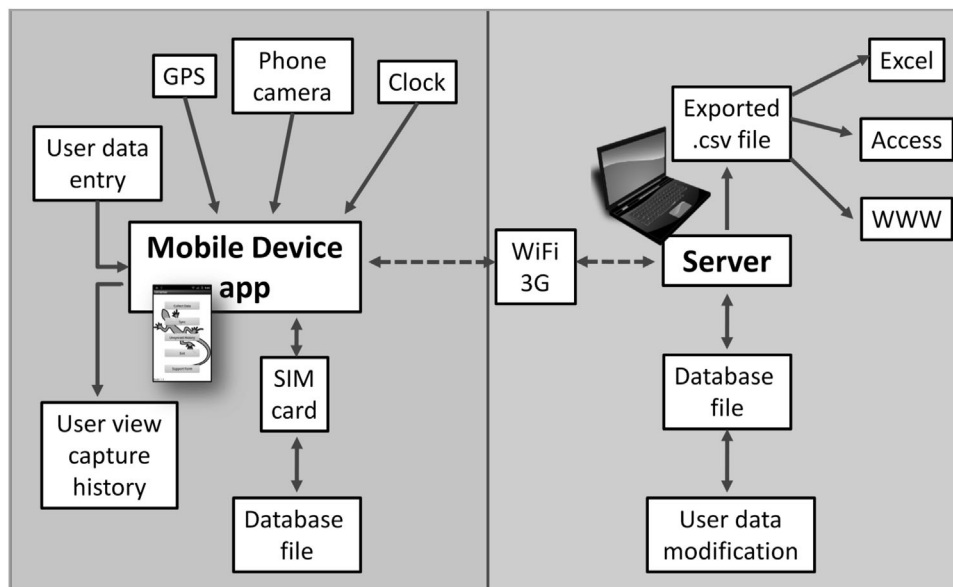 GPS
Phone
camera
Clock
User data
entry
Mobile Device
app
User view
capture
history
SIM
card
Database
file
WiFi
3G
Exported
.csv file
Excel
Access
WWW
Server
Database
file
User data
modification